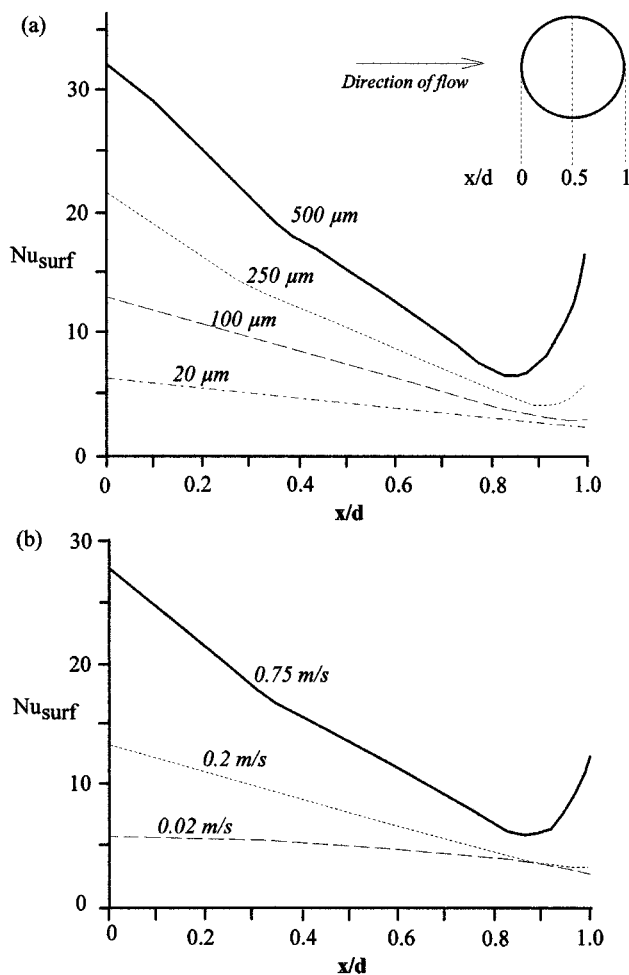 (a)
30
Direction of flow
x/d 0 0.5 1
500 μm
20
Nusurf
250 μm
100 μm
10
20 μm
0
0 0.2 0.4 0.6 0.8 1.0
x/d
(b)
30
0.75 m/s
20
Nusurf
0.2 m/s
10
0.02 m/s
0
0 0.2 0.4 0.6 0.8 1.0
x/d